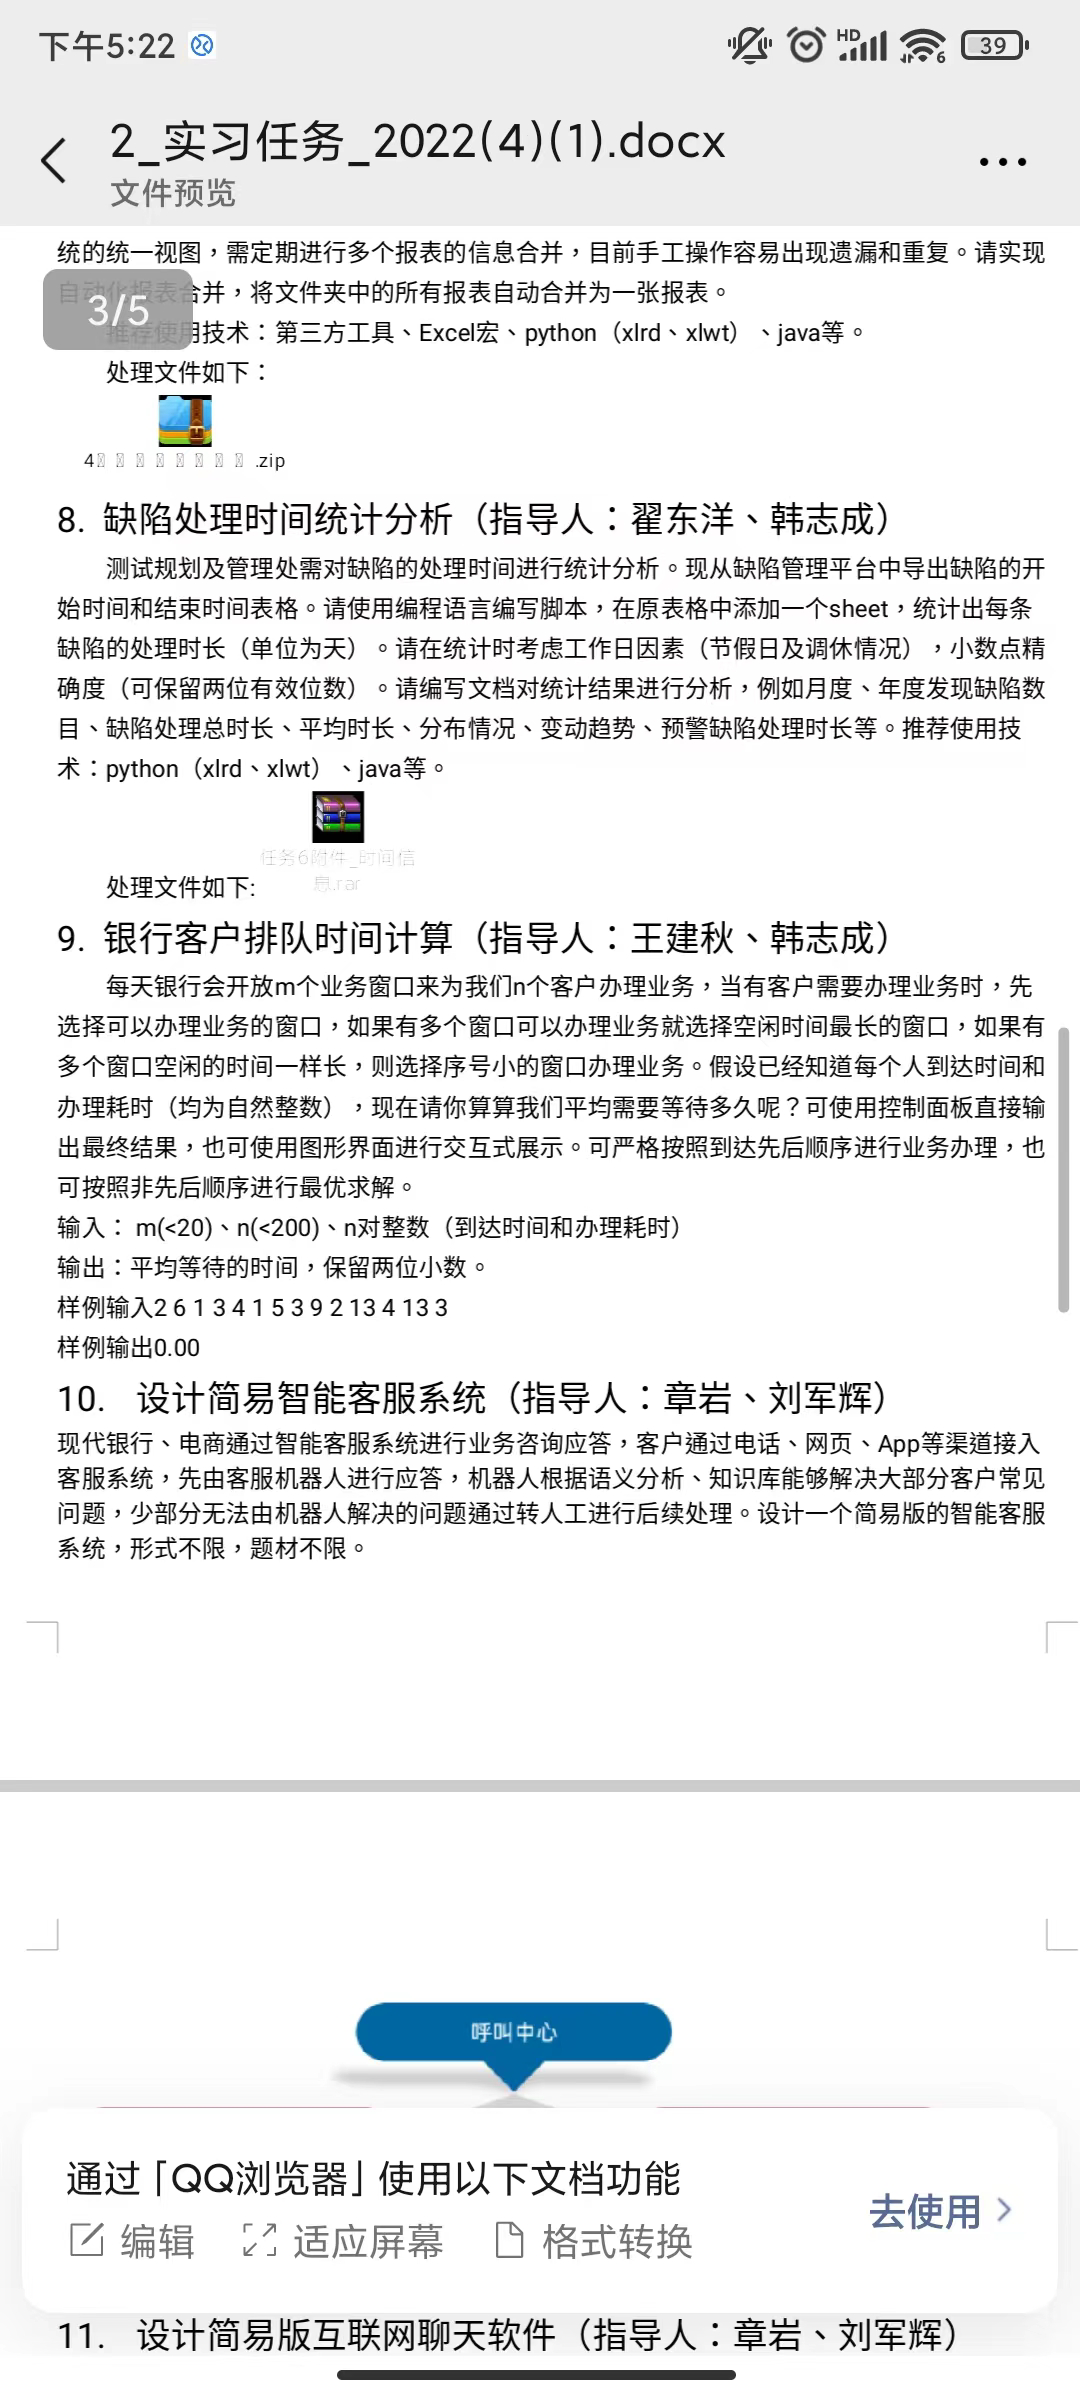 下午5:22
HD
6
39
2_实习任务_2022(4)(1).docx
文件预览
统的统一视图，需定期进行多个报表的信息合并，目前手工操作容易出现遗漏和重复。请实现
自动化报表合并，将文件夹中的所有报表自动合并为一张报表。
3/5
推荐使用技术：第三方工具、Excel宏、python（xlrd、xlwt）、java等。
处理文件如下：
4 .zip
8. 缺陷处理时间统计分析（指导人：翟东洋、韩志成）
测试规划及管理处需对缺陷的处理时间进行统计分析。现从缺陷管理平台中导出缺陷的开
始时间和结束时间表格。请使用编程语言编写脚本，在原表格中添加一个sheet，统计出每条
缺陷的处理时长（单位为天）。请在统计时考虑工作日因素（节假日及调休情况），小数点精
确度（可保留两位有效位数）。请编写文档对统计结果进行分析，例如月度、年度发现缺陷数
目、缺陷处理总时长、平均时长、分布情况、变动趋势、预警缺陷处理时长等。推荐使用技
术：python（xlrd、xlwt）、java等。
任务6附件_时间信
息.rar
处理文件如下:
9. 银行客户排队时间计算（指导人：王建秋、韩志成）
每天银行会开放m个业务窗口来为我们n个客户办理业务，当有客户需要办理业务时，先
选择可以办理业务的窗口，如果有多个窗口可以办理业务就选择空闲时间最长的窗口，如果有
多个窗口空闲的时间一样长，则选择序号小的窗口办理业务。假设已经知道每个人到达时间和
办理耗时（均为自然整数），现在请你算算我们平均需要等待多久呢？可使用控制面板直接输
出最终结果，也可使用图形界面进行交互式展示。可严格按照到达先后顺序进行业务办理，也
可按照非先后顺序进行最优求解。
输入： m(<20)、n(<200)、n对整数（到达时间和办理耗时）
输出：平均等待的时间，保留两位小数。
样例输入2 6 1 3 4 1 5 3 9 2 13 4 13 3
样例输出0.00
10. 设计简易智能客服系统（指导人：章岩、刘军辉）
现代银行、电商通过智能客服系统进行业务咨询应答，客户通过电话、网页、App等渠道接入
客服系统，先由客服机器人进行应答，机器人根据语义分析、知识库能够解决大部分客户常见
问题，少部分无法由机器人解决的问题通过转人工进行后续处理。设计一个简易版的智能客服
系统，形式不限，题材不限。
呼叫中心
通过「QQ浏览器」使用以下文档功能
编辑 适应屏幕 格式转换
去使用
11. 设计简易版互联网聊天软件（指导人：章岩、刘军辉）